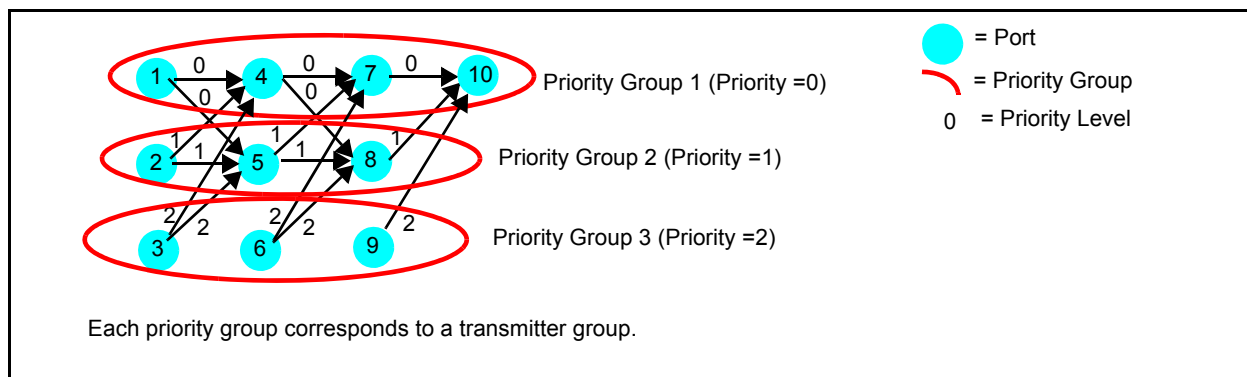 1 0 4 0 7 0 10
0 0
Priority Group 1 (Priority =0)
= Port
= Priority Group
0 = Priority Level
1 1 1
2 1 5 1 8
Priority Group 2 (Priority =1)
2 2 2 2 2
3 6 9
Priority Group 3 (Priority =2)
Each priority group corresponds to a transmitter group.